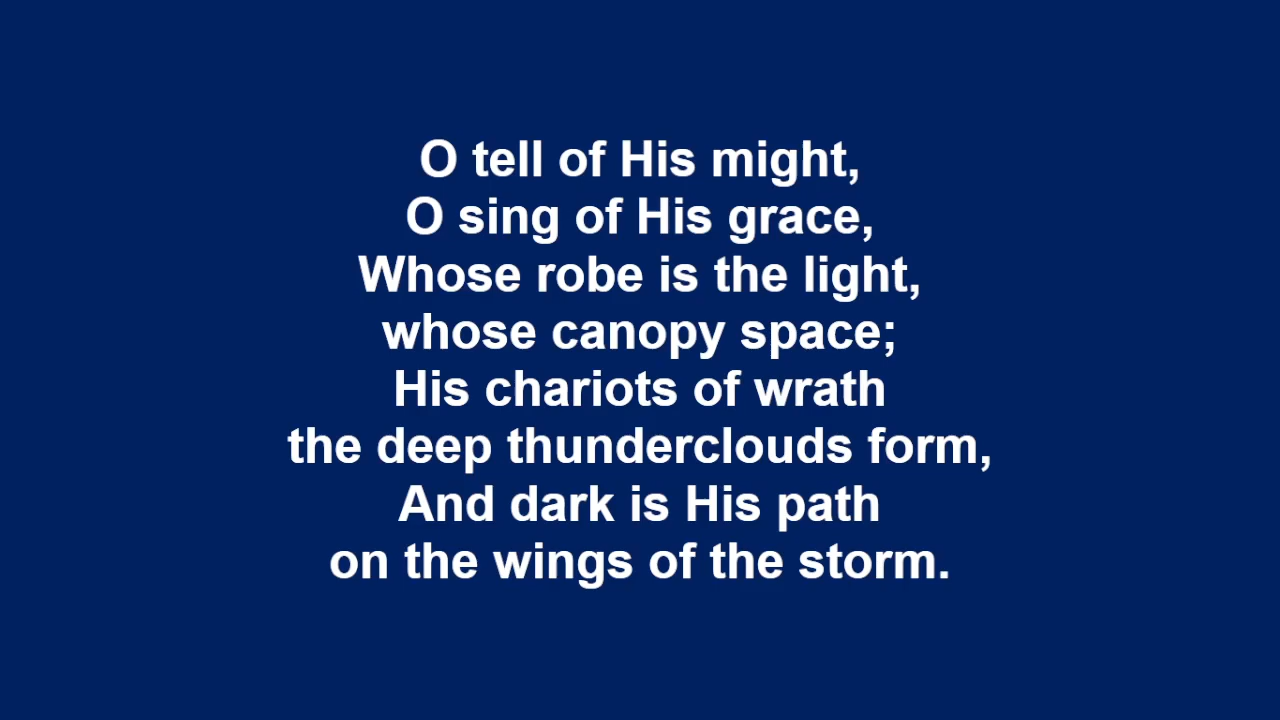 O tell of His might,
O sing of His grace,
Whose robe is the light,
whose canopy space;
His chariots of wrath
the deep thunderclouds form,
And dark is His path
on the wings of the storm.